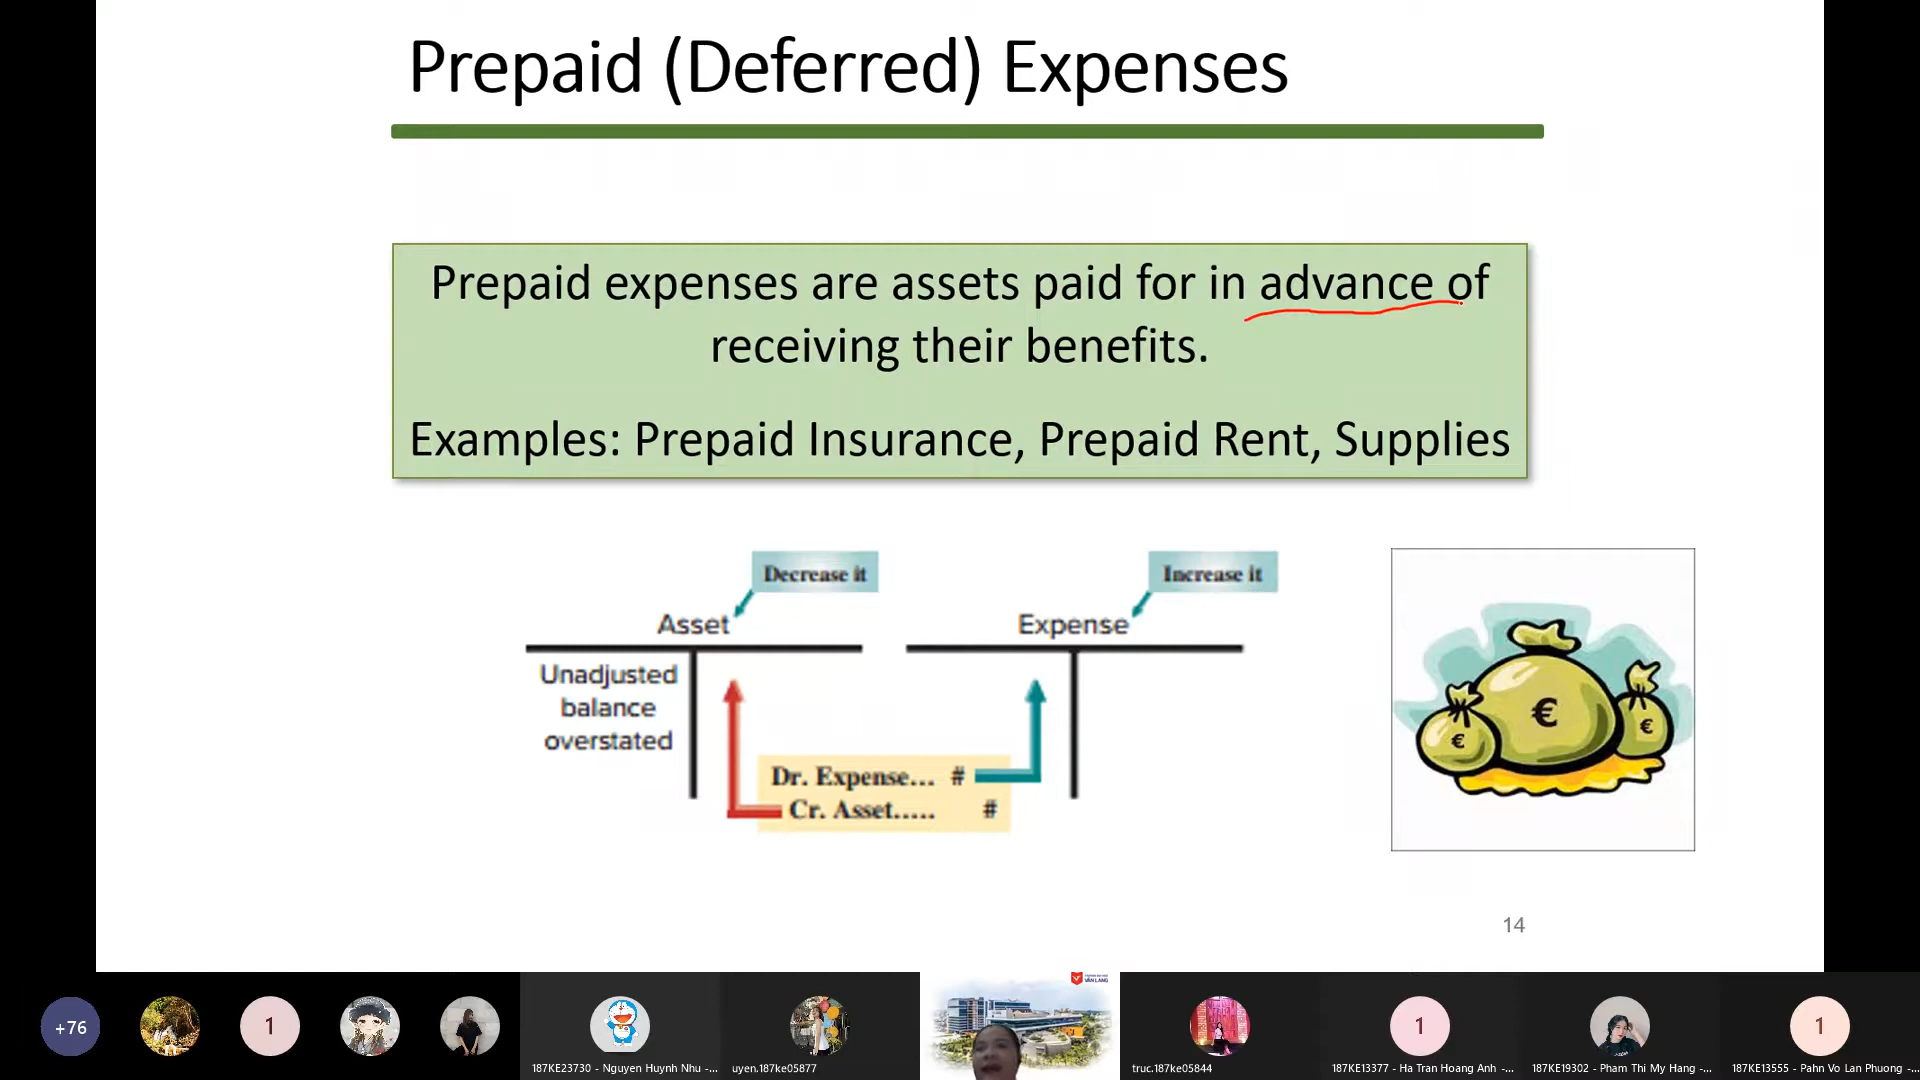 Prepaid (Deferred) Expenses
Prepaid expenses are assets paid for in advance of
receiving their benefits.
Examples: Prepaid Insurance, Prepaid Rent, Supplies
Decrease it
Increase it
Asset
Expense
Unadjusted
balance
overstated
Dr. Expense... #
Cr. Asset..... #
€
€
€
14
+76
1
187KE23730 - Nguyen Huynh Nhu -...
uyen.187ke05877
VAN LANG
truc.187ke05844
1
187KE13377 - Ha Tran Hoang Anh -...
187KE19302 - Pham Thi My Hang -...
1
187KE13555 - Pahn Vo Lan Phuong -...